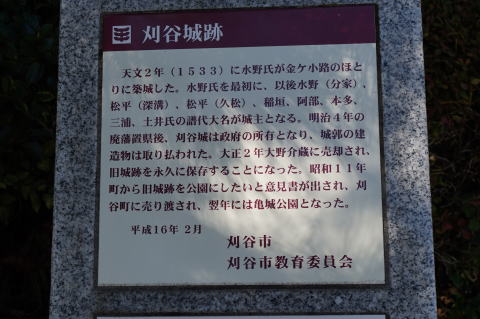 刈谷城跡
天文2年（1533）に水野氏が金ケ小路のほと
りに築城した。水野氏を最初に、以後水野（分家）、
松平（深溝）、松平（久松）、稲垣、阿部、本多、
三浦、土井氏の譜代大名が城主となる。明治4年の
廃藩置県後、刈谷城は政府の所有となり、城郭の建
造物は取り払われた。大正2年大野介蔵に売却され、
旧城跡を永久に保存することになった。昭和11年
町から旧城跡を公園にしたいと意見書が出され、刈
谷町に売り渡され、翌年には亀城公園となった。
平成16年 2月
刈谷市
刈谷市教育委員会